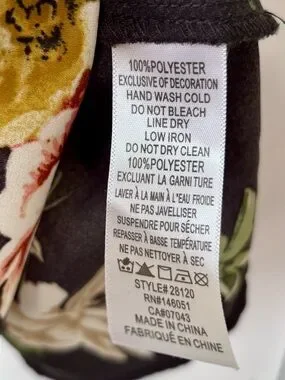 100%POLYESTER
EXCLUSIVE OF DECORATION
HAND WASH COLD
DO NOT BLEACH
LINE DRY
LOW IRON
DO NOT DRY CLEAN
100%POLYESTER
EXCLUANT LA GARNITURE
LAVER À LA MAIN À L'EAU FROIDE
NE PAS JAVELLISER
SUSPENDRE POUR SÉCHER
REPASSER À BASSE TEMPÉRATURE
NE PAS NETTOYER À SEC
STYLE#28120
RN#146051
CA#07043
MADE IN CHINA
FABRIQUÉ EN CHINE